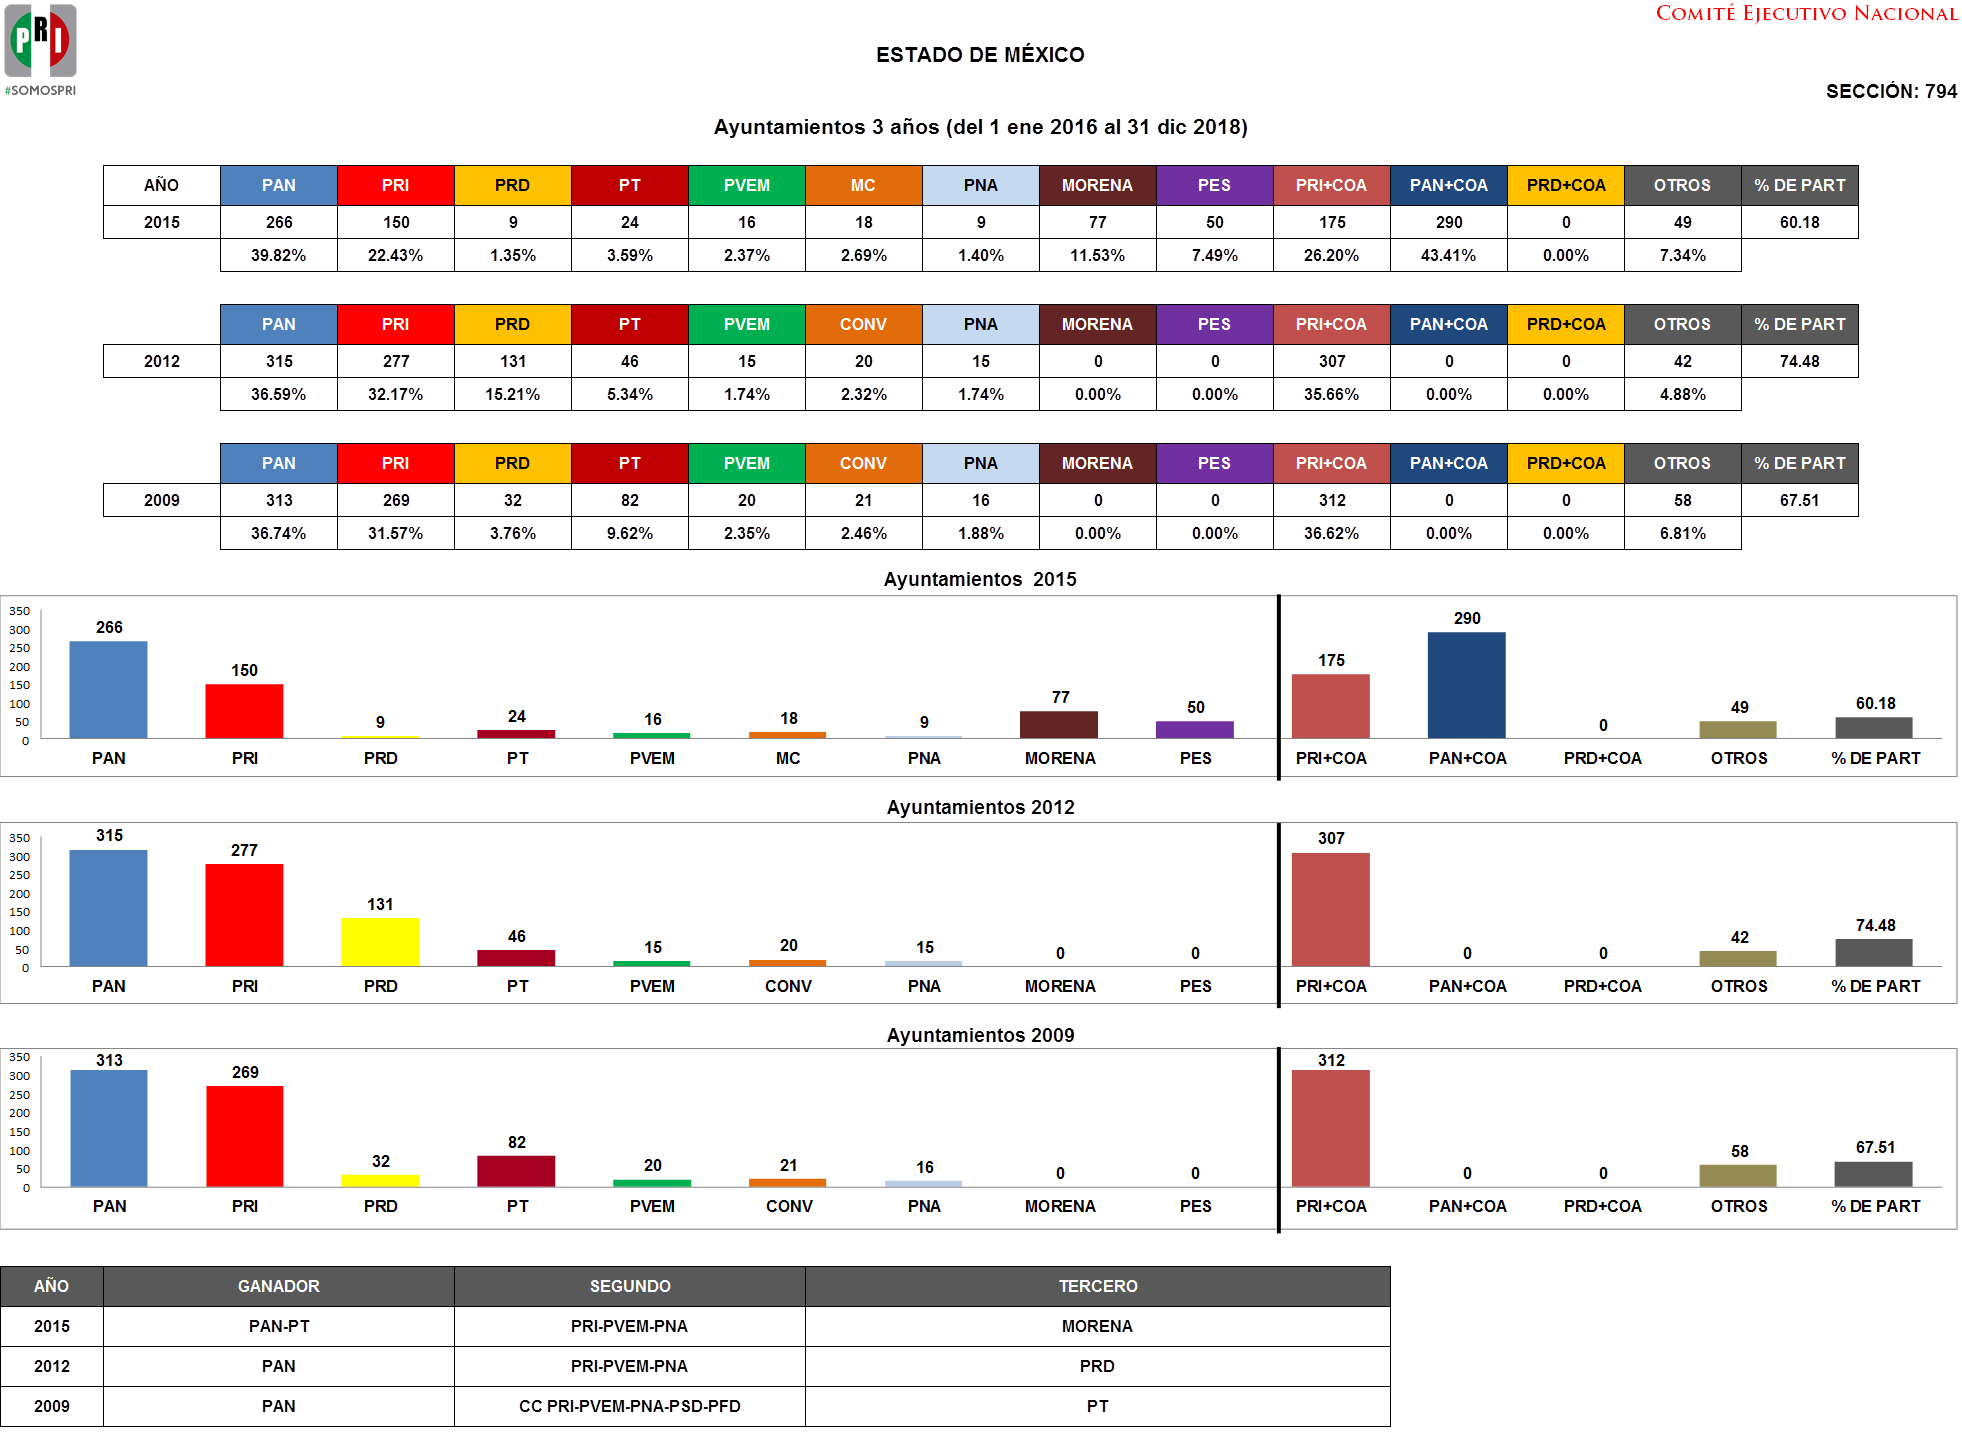 PRI
#SOMOSPRI
COMITÉ EJECUTIVO NACIONAL
ESTADO DE MÉXICO
SECCIÓN: 794
Ayuntamientos 3 años (del 1 ene 2016 al 31 dic 2018)
AÑO PAN PRI PRD PT PVEM MC PNA MORENA PES PRI+COA PAN+COA PRD+COA OTROS % DE PART
2015 266 150 9 24 16 18 9 77 50 175 290 0 49 60.18
39.82% 22.43% 1.35% 3.59% 2.37% 2.69% 1.40% 11.53% 7.49% 26.20% 43.41% 0.00% 7.34%
PAN PRI PRD PT PVEM CONV PNA MORENA PES PRI+COA PAN+COA PRD+COA OTROS % DE PART
2012 315 277 131 46 15 20 15 0 0 307 0 0 42 74.48
36.59% 32.17% 15.21% 5.34% 1.74% 2.32% 1.74% 0.00% 0.00% 35.66% 0.00% 0.00% 4.88%
PAN PRI PRD PT PVEM CONV PNA MORENA PES PRI+COA PAN+COA PRD+COA OTROS % DE PART
2009 313 269 32 82 20 21 16 0 0 312 0 0 58 67.51
36.74% 31.57% 3.76% 9.62% 2.35% 2.46% 1.88% 0.00% 0.00% 36.62% 0.00% 0.00% 6.81%
Ayuntamientos 2015
350
300
250
200
150
100
50
0
266 150 9 24 16 18 9 77 50 175 290 0 49 60.18
PAN PRI PRD PT PVEM MC PNA MORENA PES PRI+COA PAN+COA PRD+COA OTROS % DE PART
Ayuntamientos 2012
350
300
250
200
150
100
50
0
315 277 131 46 15 20 15 0 0 307 0 0 42 74.48
PAN PRI PRD PT PVEM CONV PNA MORENA PES PRI+COA PAN+COA PRD+COA OTROS % DE PART
Ayuntamientos 2009
350
300
250
200
150
100
50
0
313 269 32 82 20 21 16 0 0 312 0 0 58 67.51
PAN PRI PRD PT PVEM CONV PNA MORENA PES PRI+COA PAN+COA PRD+COA OTROS % DE PART
AÑO GANADOR SEGUNDO TERCERO
2015 PAN-PT PRI-PVEM-PNA MORENA
2012 PAN PRI-PVEM-PNA PRD
2009 PAN CC PRI-PVEM-PNA-PSD-PFD PT